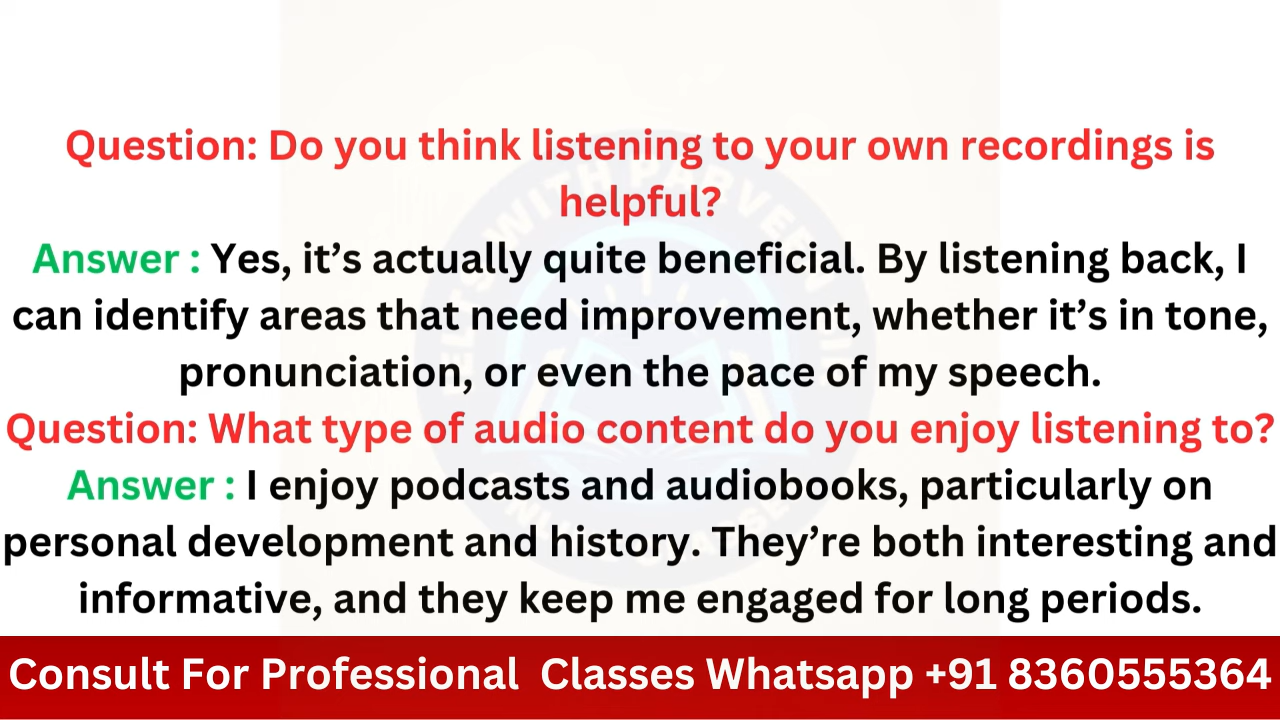 Question: Do you think listening to your own recordings is
helpful?
Answer : Yes, it’s actually quite beneficial. By listening back, I
can identify areas that need improvement, whether it’s in tone,
pronunciation, or even the pace of my speech.
Question: What type of audio content do you enjoy listening to?
Answer : I enjoy podcasts and audiobooks, particularly on
personal development and history. They’re both interesting and
informative, and they keep me engaged for long periods.
Consult For Professional  Classes Whatsapp +91 8360555364